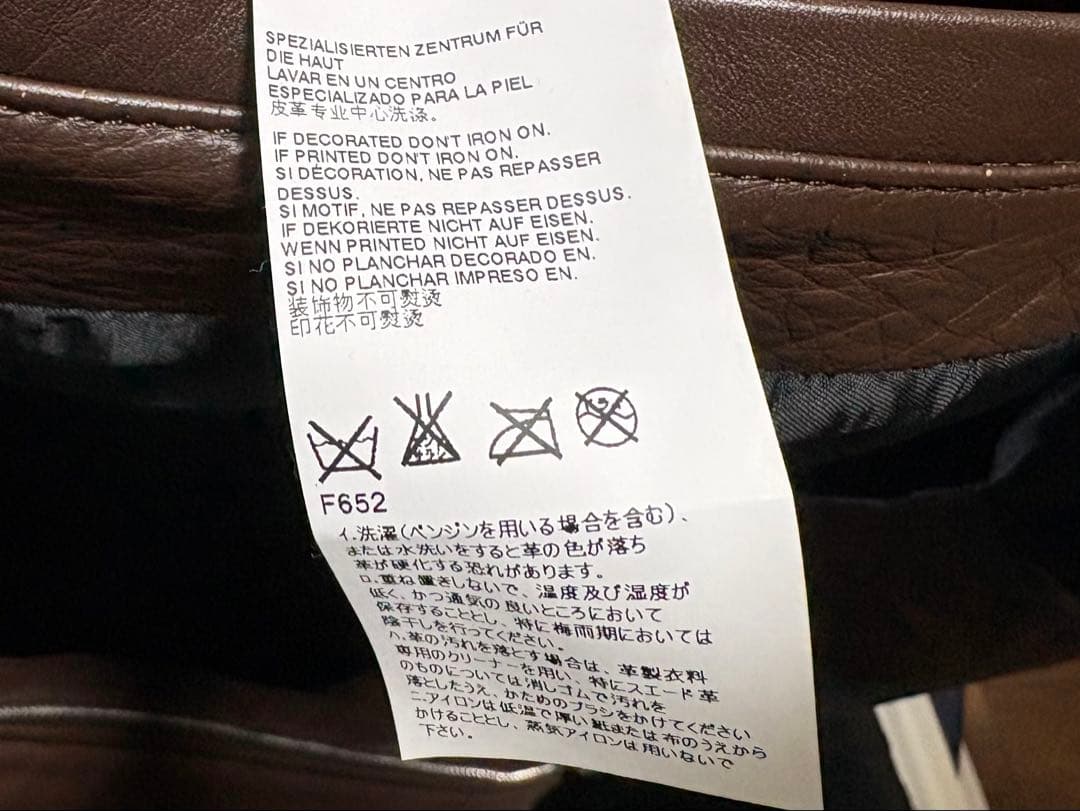 SPEZIALISIERTEN ZENTRUM FÜR
DIE HAUT
LAVAR EN UN CENTRO
ESPECIALIZADO PARA LA PIEL
皮革专业中心洗涤。
IF DECORATED DON'T IRON ON.
IF PRINTED DON'T IRON ON.
SI DÉCORATION, NE PAS REPASSER
DESSUS.
SI MOTIF, NE PAS REPASSER DESSUS.
IF DEKORIERTE NICHT AUF EISEN.
WENN PRINTED NICHT AUF EISEN.
SI NO PLANCHAR DECORADO EN.
SI NO PLANCHAR IMPRESO EN.
装饰物不可熨烫
印花不可熨烫
F652
イ.洗濯(ベンジンを用いる場合を含む)、
または水洗いをすると革の色が落ち
革が硬化する恐れがあります。
ロ.重ね置きしないで、温度及び湿度が
低く、かつ通気の良いところにおいて
保存することとし、特に梅雨期においては
陰干しを行ってください。
ハ.革の汚れを落とす場合は、革製衣料
専用のクリーナーを用い、特にスエード革
のものについては消しゴムで汚れを
落としたうえ、かためのブラシをかけてください
ニ.アイロンは低温で厚い紙または布のうえから
かけることとし、蒸気アイロンは用いないで
下さい。